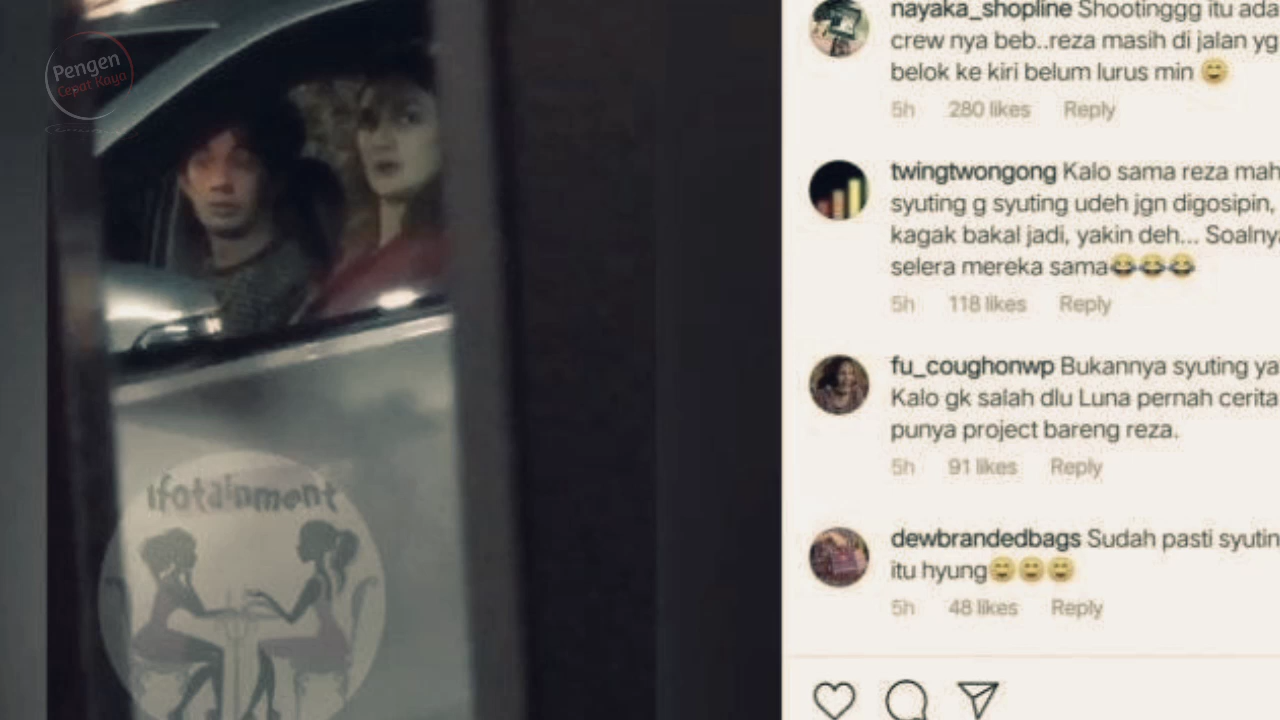 Pengen
Cepat Kaya
Ifotainment
nayaka_shopline Shootinggg itu ada
crew nya beb..reza masih di jalan yg
belok ke kiri belum lurus min 😄
5h 280 likes Reply
twingtwongong Kalo sama reza mah
syuting g syuting udeh jgn digosipin,
kagak bakal jadi, yakin deh... Soalnya
selera mereka sama😂😂😂
5h 118 likes Reply
fu_coughonwp Bukannya syuting ya
Kalo gk salah dlu Luna pernah cerita
punya project bareng reza.
5h 91 likes Reply
dewbrandedbags Sudah pasti syutin
itu hyung😄😄😄
5h 48 likes Reply